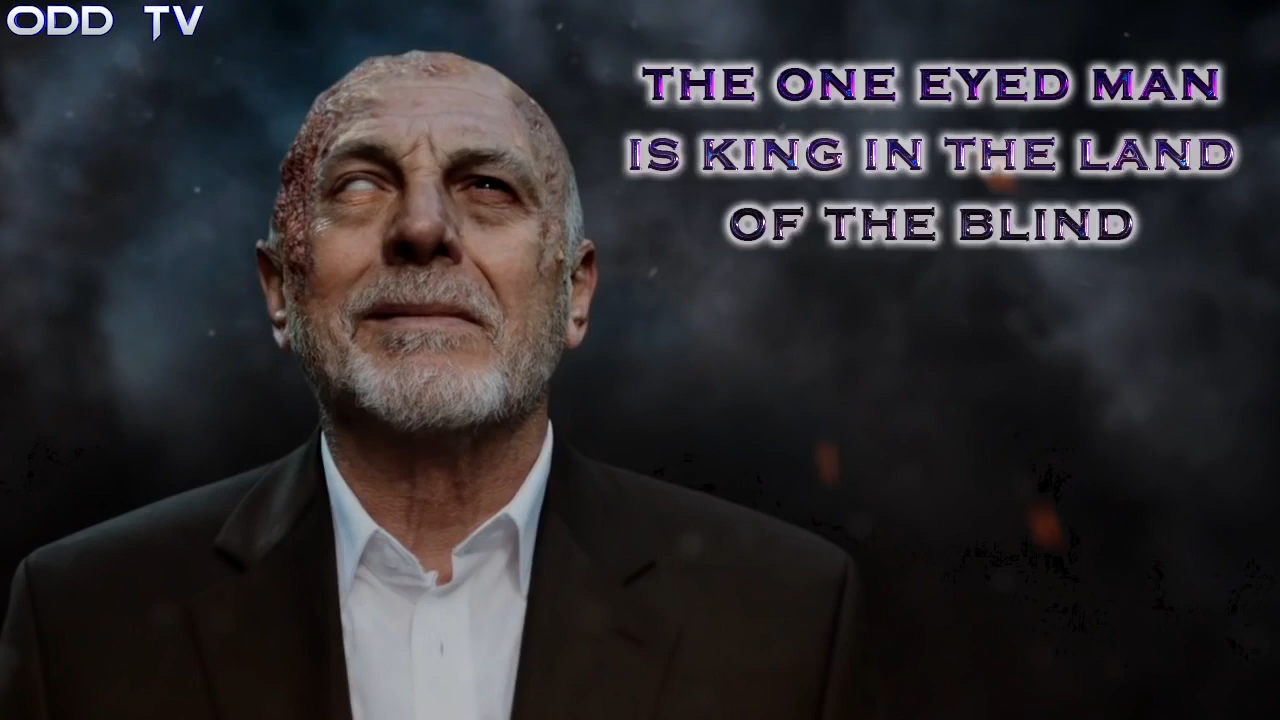 ODD TV
THE ONE EYED MAN
IS KING IN THE LAND
OF THE BLIND